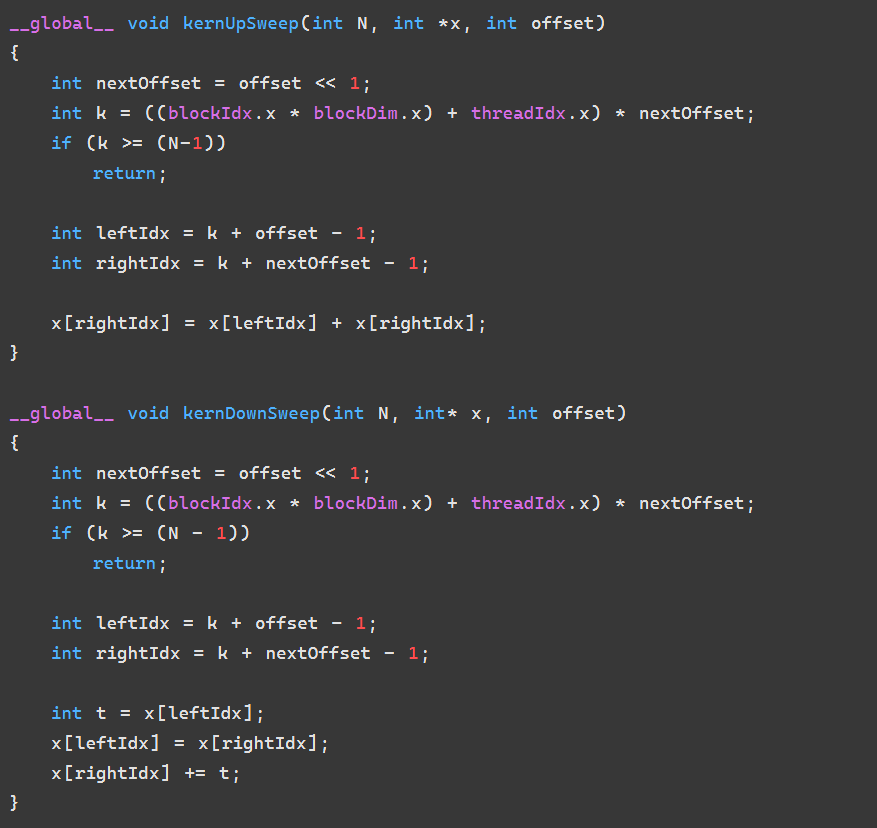 __global__ void kernUpSweep(int N, int *x, int offset)
{
    int nextOffset = offset << 1;
    int k = ((blockIdx.x * blockDim.x) + threadIdx.x) * nextOffset;
    if (k >= (N-1))
        return;

    int leftIdx = k + offset - 1;
    int rightIdx = k + nextOffset - 1;

    x[rightIdx] = x[leftIdx] + x[rightIdx];
}

__global__ void kernDownSweep(int N, int* x, int offset)
{
    int nextOffset = offset << 1;
    int k = ((blockIdx.x * blockDim.x) + threadIdx.x) * nextOffset;
    if (k >= (N - 1))
        return;

    int leftIdx = k + offset - 1;
    int rightIdx = k + nextOffset - 1;

    int t = x[leftIdx];
    x[leftIdx] = x[rightIdx];
    x[rightIdx] += t;
}